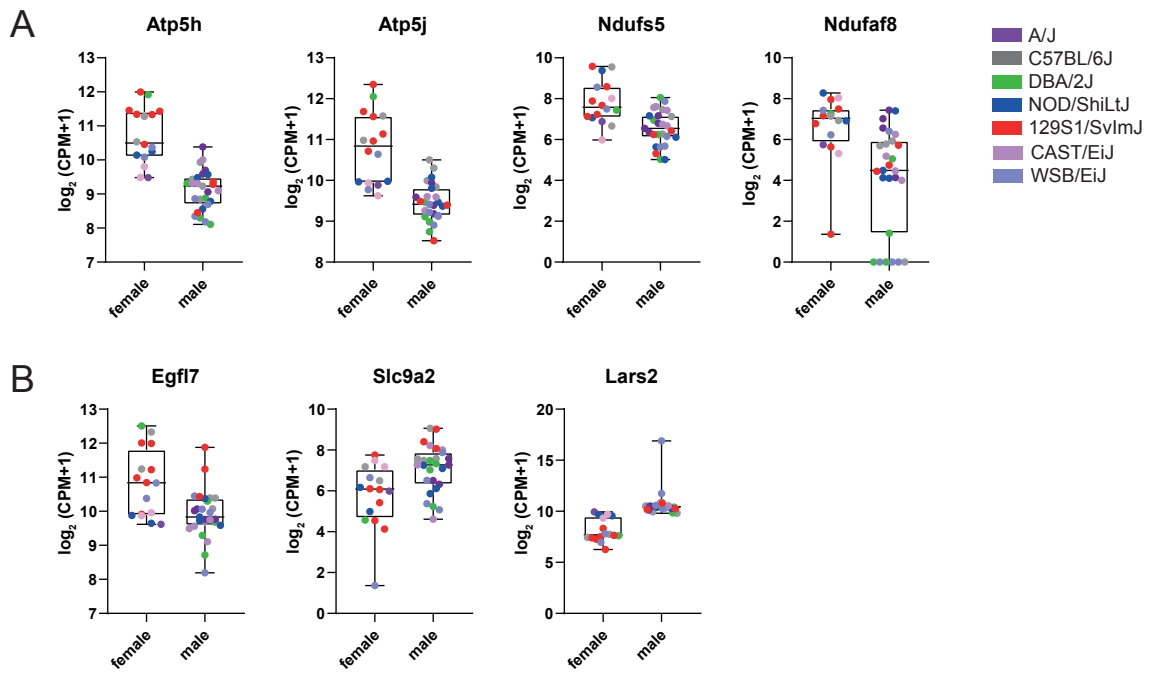 A
Atp5h
Atp5j
Ndufs5
Ndufaf8
13
12
11
10
9
8
7
log2 (CPM+1)
female
male
13
12
11
10
9
8
log2 (CPM+1)
female
male
10
8
6
4
2
0
log2 (CPM+1)
female
male
10
8
6
4
2
0
log2 (CPM+1)
female
male
A/J
C57BL/6J
DBA/2J
NOD/ShiLtJ
129S1/SvImJ
CAST/EiJ
WSB/EiJ
B
Egfl7
Slc9a2
Lars2
13
12
11
10
9
8
7
log2 (CPM+1)
female
male
10
8
6
4
2
0
log2 (CPM+1)
female
male
20
15
10
5
0
log2 (CPM+1)
female
male